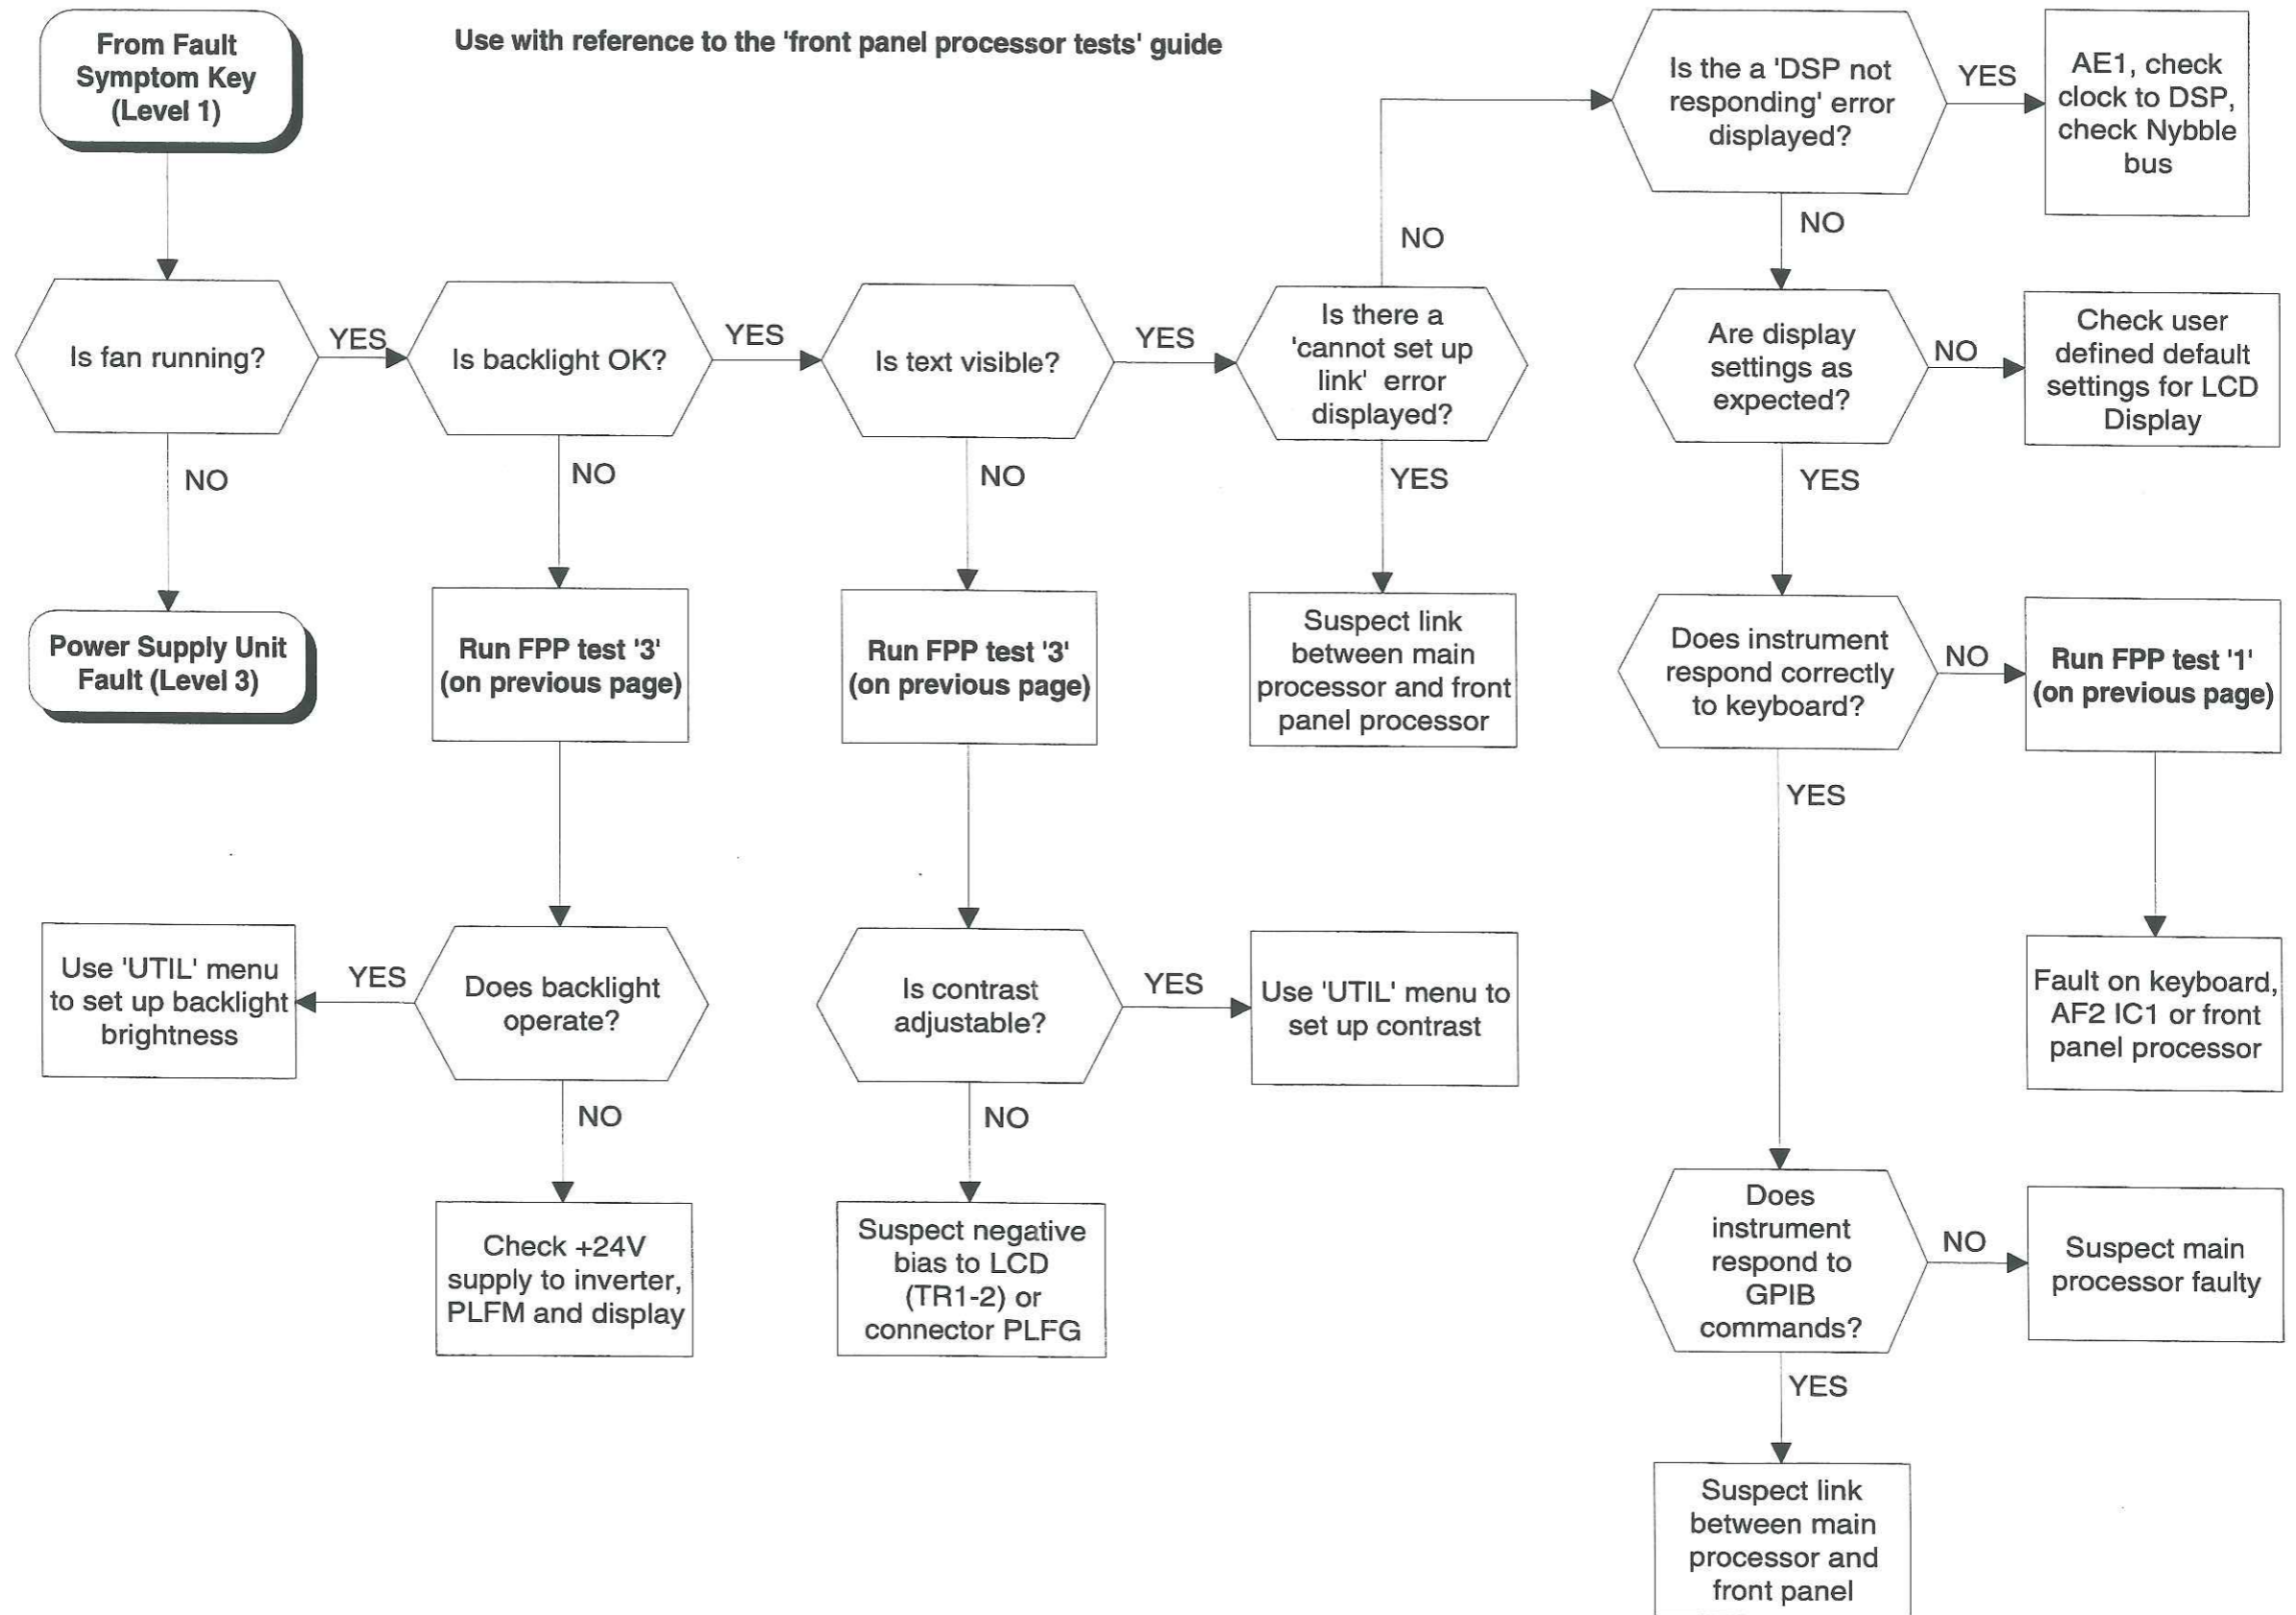 From Fault
Symptom Key
(Level 1)
Use with reference to the 'front panel processor tests' guide
Is the a 'DSP not
responding' error
displayed?
YES
AE1, check
clock to DSP,
check Nybble
bus
NO
NO
Is fan running?
YES
Is backlight OK?
YES
Is text visible?
YES
Is there a
'cannot set up
link' error
displayed?
Are display
settings as
expected?
NO
Check user
defined default
settings for LCD
Display
NO
NO
NO
YES
YES
Power Supply Unit
Fault (Level 3)
Run FPP test '3'
(on previous page)
Run FPP test '3'
(on previous page)
Suspect link
between main
processor and front
panel processor
Does instrument
respond correctly
to keyboard?
NO
Run FPP test '1'
(on previous page)
YES
Use 'UTIL' menu
to set up backlight
brightness
YES
Does backlight
operate?
Is contrast
adjustable?
YES
Use 'UTIL' menu to
set up contrast
Fault on keyboard,
AF2 IC1 or front
panel processor
NO
NO
Check +24V
supply to inverter,
PLFM and display
Suspect negative
bias to LCD
(TR1-2) or
connector PLFG
Does
instrument
respond to
GPIB
commands?
NO
Suspect main
processor faulty
YES
Suspect link
between main
processor and
front panel